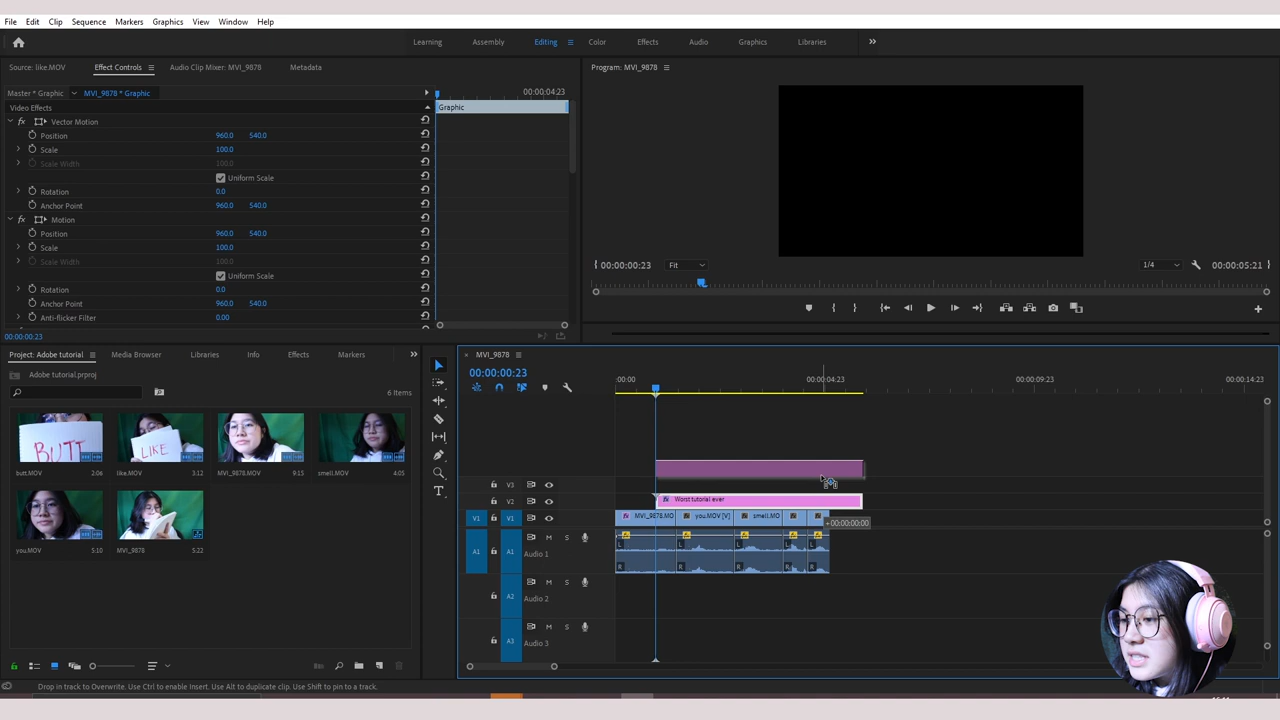 File Edit Clip Sequence Markers Graphics View Window Help
Learning Assembly Editing Color Effects Audio Graphics Libraries
Source: like.MOV Effect Controls Audio Clip Mixer: MVI_9878 Metadata
Program: MVI_9878
Master * Graphic MVI_9878 * Graphic 00:00:04:23
Video Effects Graphic
fx Vector Motion
Position 960.0 540.0
Scale 100.0
Scale Width 100.0
Uniform Scale
Rotation 0.0
Anchor Point 960.0 540.0
fx Motion
Position 960.0 540.0
Scale 100.0
Scale Width 100.0
Uniform Scale
Rotation 0.0
Anchor Point 960.0 540.0
Anti-flicker Filter 0.00
00:00:00:23
00:00:00:23 Fit 1/4 00:00:05:21
Project: Adobe tutorial Media Browser Libraries Info Effects Markers
Adobe tutorial.prproj
6 Items
BUTT
LIKE
butt.MOV 2:06
like.MOV 3:12
MVI_9878.MOV 9:15
smell.MOV 4:05
you.MOV 5:10
MVI_9878 5:22
MVI_9878
00:00:00:23
:00:00 00:00:04:23 00:00:09:23 00:00:14:23
V3
V2 Worst tutorial ever
V1 V1 MVI_9878.MO you.MOV [V] smell.MO
+00:00:00:00
A1 A1 M S Audio 1
L
R
A2 M S Audio 2
A3 M S Audio 3
Drop in track to Overwrite. Use Ctrl to enable Insert. Use Alt to duplicate clip. Use Shift to pin to a track.